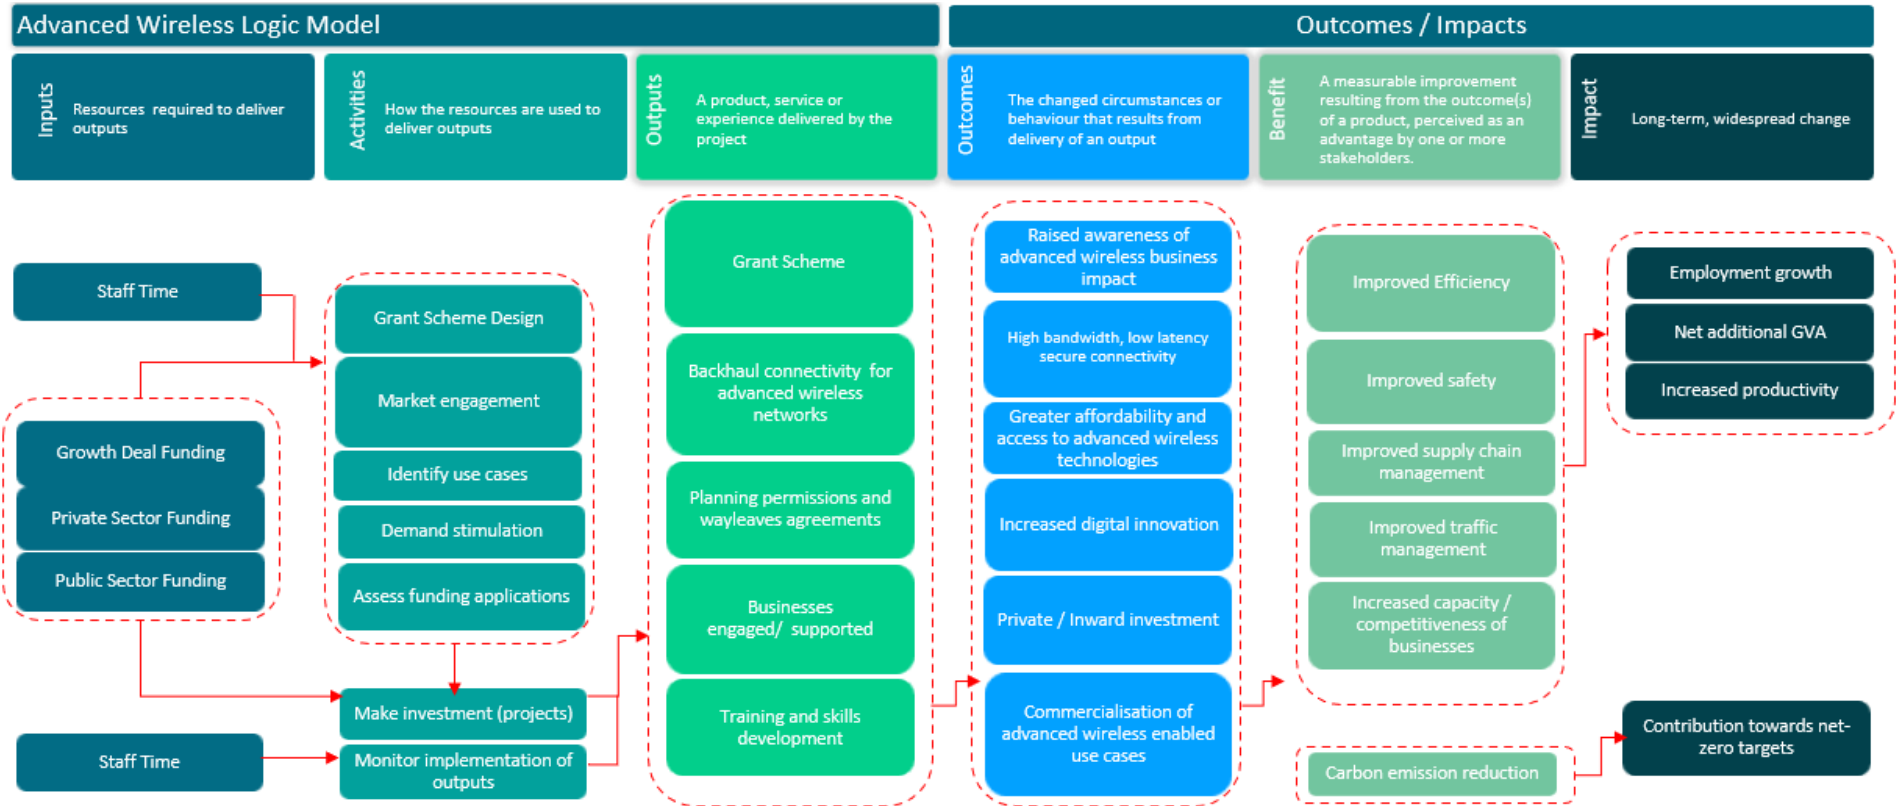 Advanced Wireless Logic Model
Outcomes / Impacts
Inputs
Resources required to deliver
outputs
Activities
How the resources are used to
deliver outputs
Outputs
A product, service or
experience delivered by the
project
Outcomes
The changed circumstances or
behaviour that results from
delivery of an output
Benefit
A measurable improvement
resulting from the outcome(s)
of a product, perceived as an
advantage by one or more
stakeholders.
Impact
Long-term, widespread change
Staff Time
Growth Deal Funding
Private Sector Funding
Public Sector Funding
Staff Time
Grant Scheme Design
Market engagement
Identify use cases
Demand stimulation
Assess funding applications
Make investment (projects)
Monitor implementation of
outputs
Grant Scheme
Backhaul connectivity for
advanced wireless
networks
Planning permissions and
wayleaves agreements
Businesses
engaged/ supported
Training and skills
development
Raised awareness of
advanced wireless business
impact
High bandwidth, low latency
secure connectivity
Greater affordability and
access to advanced wireless
technologies
Increased digital innovation
Private / Inward investment
Commercialisation of
advanced wireless enabled
use cases
Improved Efficiency
Improved safety
Improved supply chain
management
Improved traffic
management
Increased capacity /
competitiveness of
businesses
Carbon emission reduction
Employment growth
Net additional GVA
Increased productivity
Contribution towards net-
zero targets